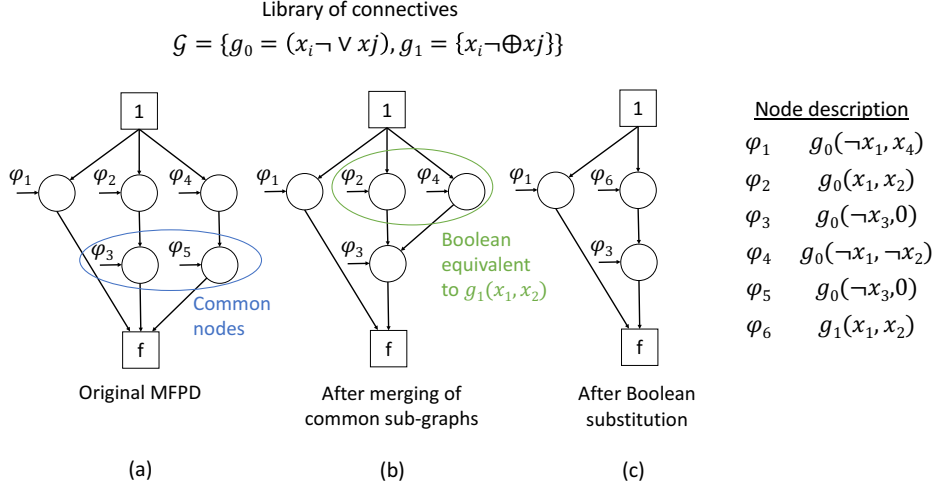 Library of connectives
𝒢 = {g₀ = (xᵢ¬ ∨ xj), g₁ = {xᵢ¬⊕xj}}
1
φ₁
φ₂
φ₄
φ₃
φ₅
Common
nodes
f
Original MFPD
(a)
1
φ₁
φ₂
φ₄
φ₃
Boolean
equivalent
to g₁(x₁, x₂)
f
After merging of
common sub-graphs
(b)
1
φ₁
φ₆
φ₃
f
After Boolean
substitution
(c)
Node description
φ₁ g₀(¬x₁, x₄)
φ₂ g₀(x₁, x₂)
φ₃ g₀(¬x₃,0)
φ₄ g₀(¬x₁, ¬x₂)
φ₅ g₀(¬x₃,0)
φ₆ g₁(x₁, x₂)